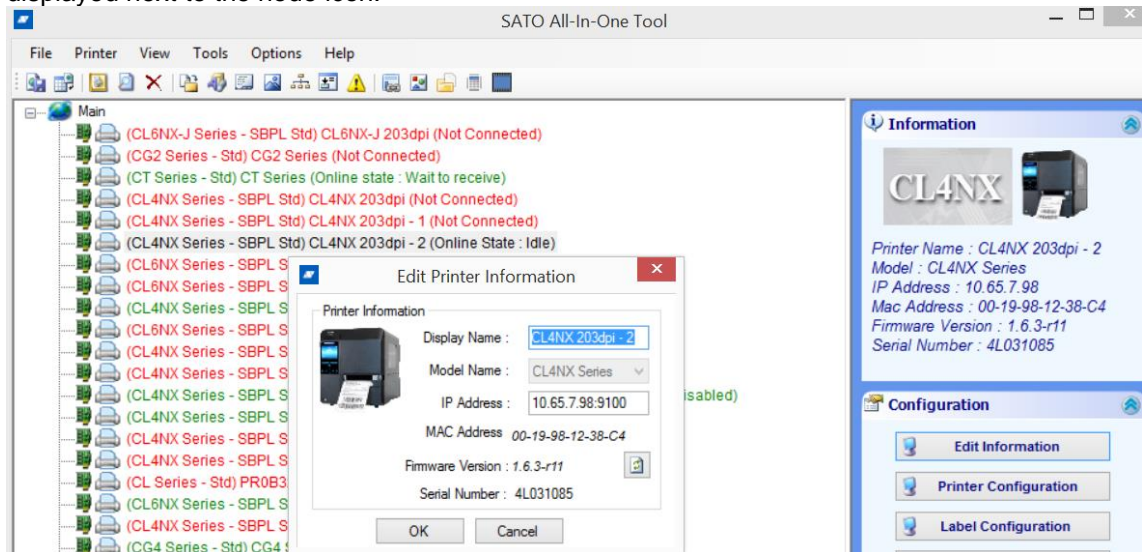 displayed next to the node icon.
SATO All-In-One Tool
File Printer View Tools Options Help
Main
(CL6NX-J Series - SBPL Std) CL6NX-J 203dpi (Not Connected)
(CG2 Series - Std) CG2 Series (Not Connected)
(CT Series - Std) CT Series (Online state : Wait to receive)
(CL4NX Series - SBPL Std) CL4NX 203dpi (Not Connected)
(CL4NX Series - SBPL Std) CL4NX 203dpi - 1 (Not Connected)
(CL4NX Series - SBPL Std) CL4NX 203dpi - 2 (Online State : Idle)
(CL6NX Series - SBPL S
(CL6NX Series - SBPL S
(CL4NX Series - SBPL S
(CL6NX Series - SBPL S
(CL4NX Series - SBPL S
(CL4NX Series - SBPL S
(CL4NX Series - SBPL S
isabled)
(CL4NX Series - SBPL S
(CL4NX Series - SBPL S
(CL4NX Series - SBPL S
(CL Series - Std) PR0B3
(CL6NX Series - SBPL S
(CL4NX Series - SBPL S
(CG4 Series - Std) CG4
Edit Printer Information
Printer Information
Display Name : CL4NX 203dpi - 2
Model Name : CL4NX Series
IP Address : 10.65.7.98:9100
MAC Address 00-19-98-12-38-C4
Firmware Version : 1.6.3-r11
Serial Number : 4L031085
OK Cancel
Information
CL4NX
Printer Name : CL4NX 203dpi - 2
Model : CL4NX Series
IP Address : 10.65.7.98
Mac Address : 00-19-98-12-38-C4
Firmware Version : 1.6.3-r11
Serial Number : 4L031085
Configuration
Edit Information
Printer Configuration
Label Configuration